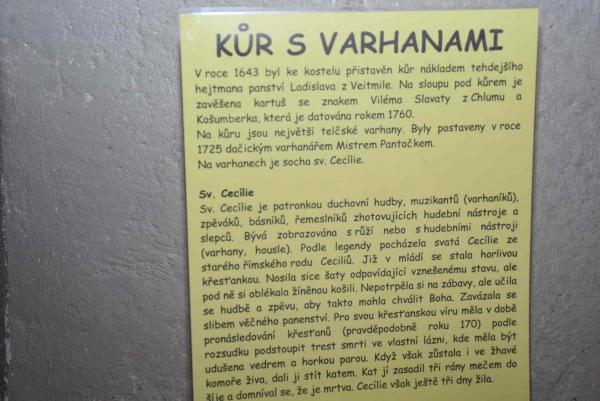 KŮR S VARHANAMI
V roce 1643 byl ke kostelu přistavěn kůr nákladem tehdejšího
hejtmana panství Ladislava z Veitmile. Na sloupu pod kůrem je
zavěšena kartuš se znakem Viléma Slavaty z Chlumu a
Košumberka, která je datována rokem 1760.
Na kůru jsou největší telčské varhany. Byly postaveny v roce
1725 dačickým varhanářem Mistrem Pantočkem.
Na varhanech je socha sv. Cecílie.
Sv. Cecílie
Sv. Cecílie je patronkou duchovní hudby, muzikantů (varhaníků),
zpěváků, básníků, řemeslníků zhotovujících hudební nástroje a
slepců. Bývá zobrazována s růží nebo s hudebními nástroji
(varhany, housle). Podle legendy pocházela svatá Cecílie ze
starého římského rodu Ceciliů. Již v mládí se stala horlivou
křesťankou. Nosila sice šaty odpovídající vznešenému stavu, ale
pod ně si oblékala žíněnou košili. Nepotrpěla si na zábavy, ale učila
se hudbě a zpěvu, aby takto mohla chválit Boha. Zavázala se
slibem věčného panenství. Pro svou křesťanskou víru měla v době
pronásledování křesťanů (pravděpodobně roku 170) podle
rozsudku podstoupit trest smrti ve vlastní lázni, kde měla být
udušena vedrem a horkou parou. Když však zůstala i ve žhavé
komoře živa, dali ji stít katem. Kat jí zasadil tři rány mečem do
šíje a domníval se, že je mrtva. Cecílie však ještě tři dny žila.